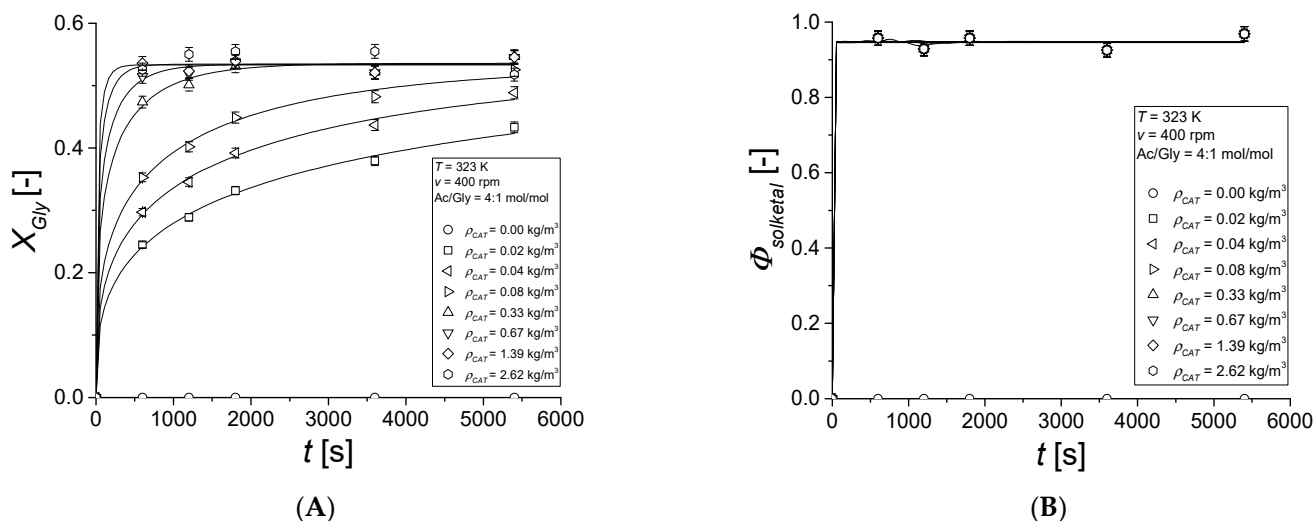 0.6
0.4
0.2
0.0
X_Gly [-]
0 1000 2000 3000 4000 5000 6000
t [s]
T = 323 K
v = 400 rpm
Ac/Gly = 4:1 mol/mol
ρ_CAT = 0.00 kg/m³
ρ_CAT = 0.02 kg/m³
ρ_CAT = 0.04 kg/m³
ρ_CAT = 0.08 kg/m³
ρ_CAT = 0.33 kg/m³
ρ_CAT = 0.67 kg/m³
ρ_CAT = 1.39 kg/m³
ρ_CAT = 2.62 kg/m³
(A)
1.0
0.8
0.6
0.4
0.2
0.0
Φ_solketal [-]
0 1000 2000 3000 4000 5000 6000
t [s]
T = 323 K
v = 400 rpm
Ac/Gly = 4:1 mol/mol
ρ_CAT = 0.00 kg/m³
ρ_CAT = 0.02 kg/m³
ρ_CAT = 0.04 kg/m³
ρ_CAT = 0.08 kg/m³
ρ_CAT = 0.33 kg/m³
ρ_CAT = 0.67 kg/m³
ρ_CAT = 1.39 kg/m³
ρ_CAT = 2.62 kg/m³
(B)